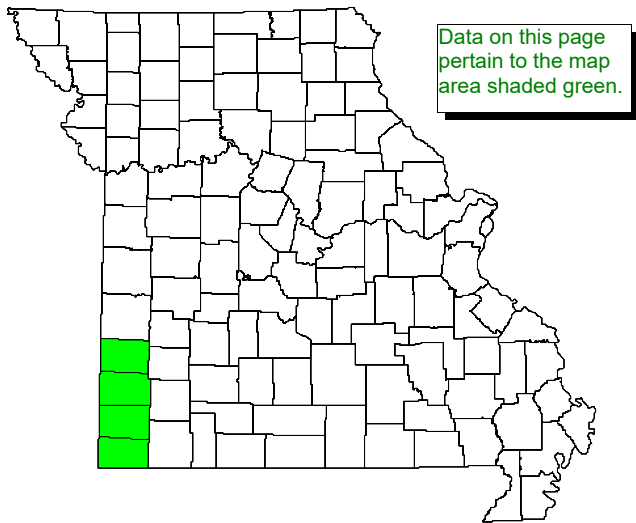 Data on this page
pertain to the map
area shaded green.